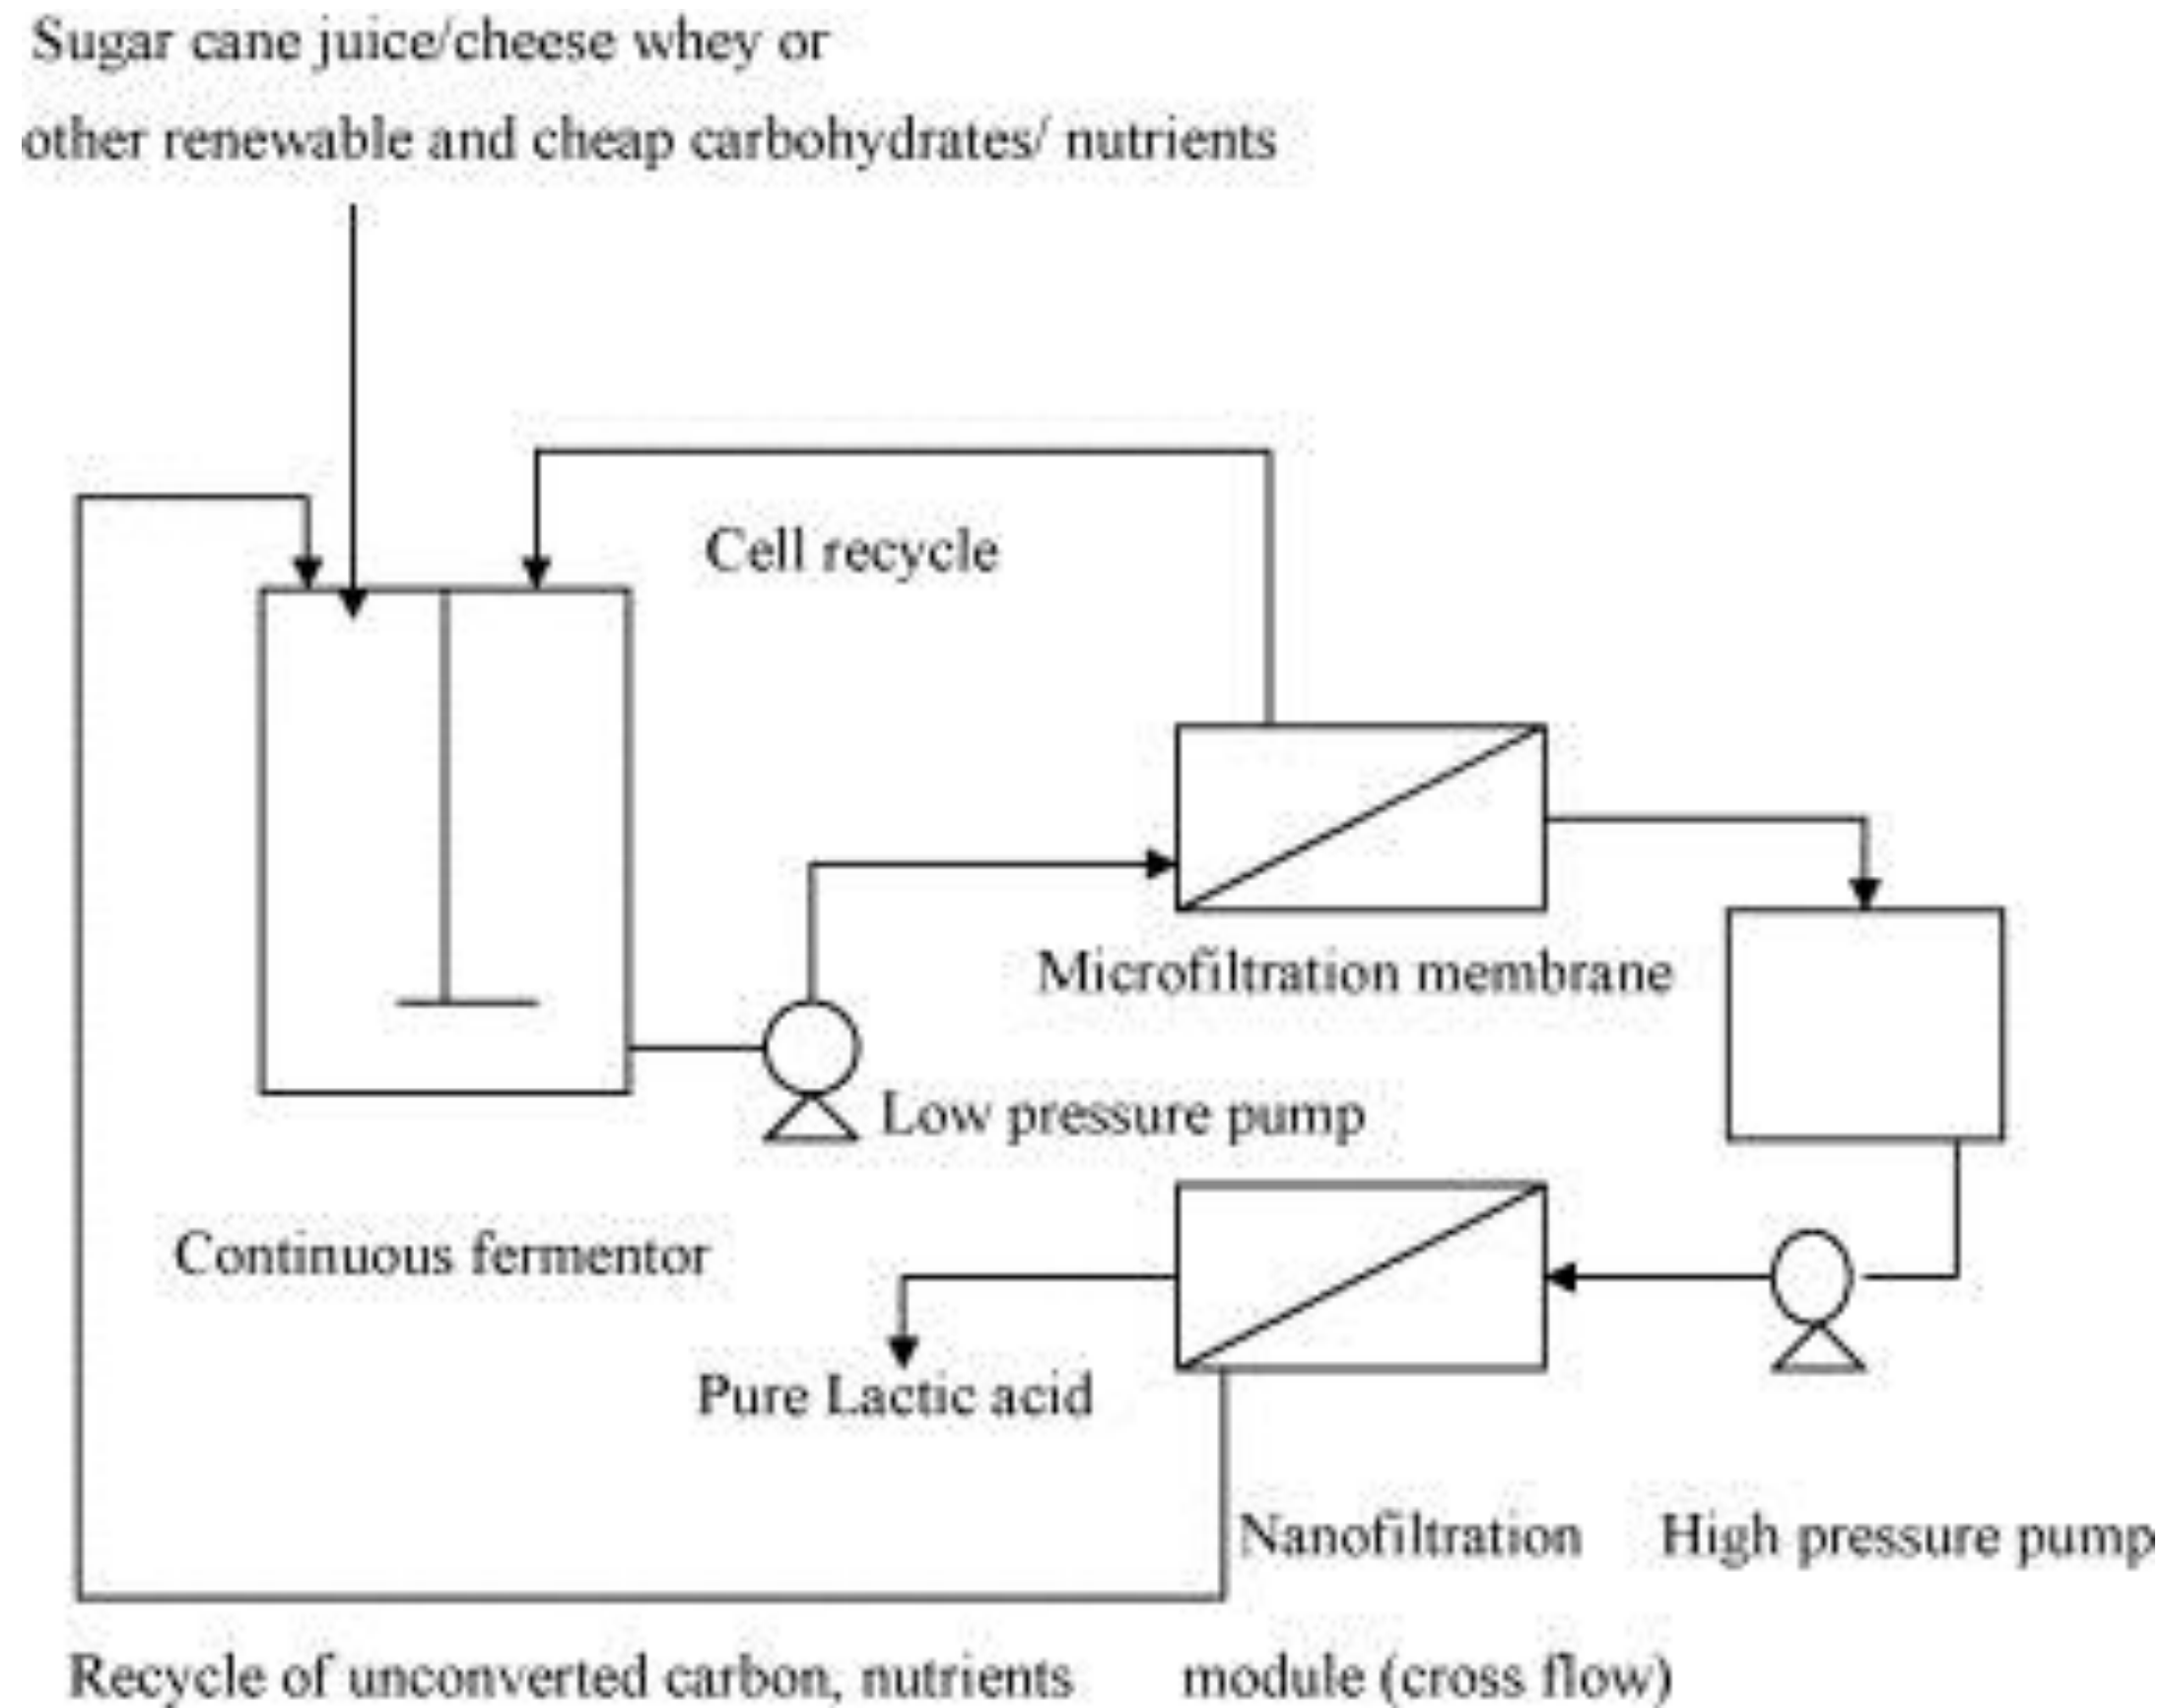 Sugar cane juice/cheese whey or
other renewable and cheap carbohydrates/ nutrients
Cell recycle
Microfiltration membrane
Low pressure pump
Continuous fermentor
Pure Lactic acid
Nanofiltration
High pressure pump
Recycle of unconverted carbon, nutrients
module (cross flow)